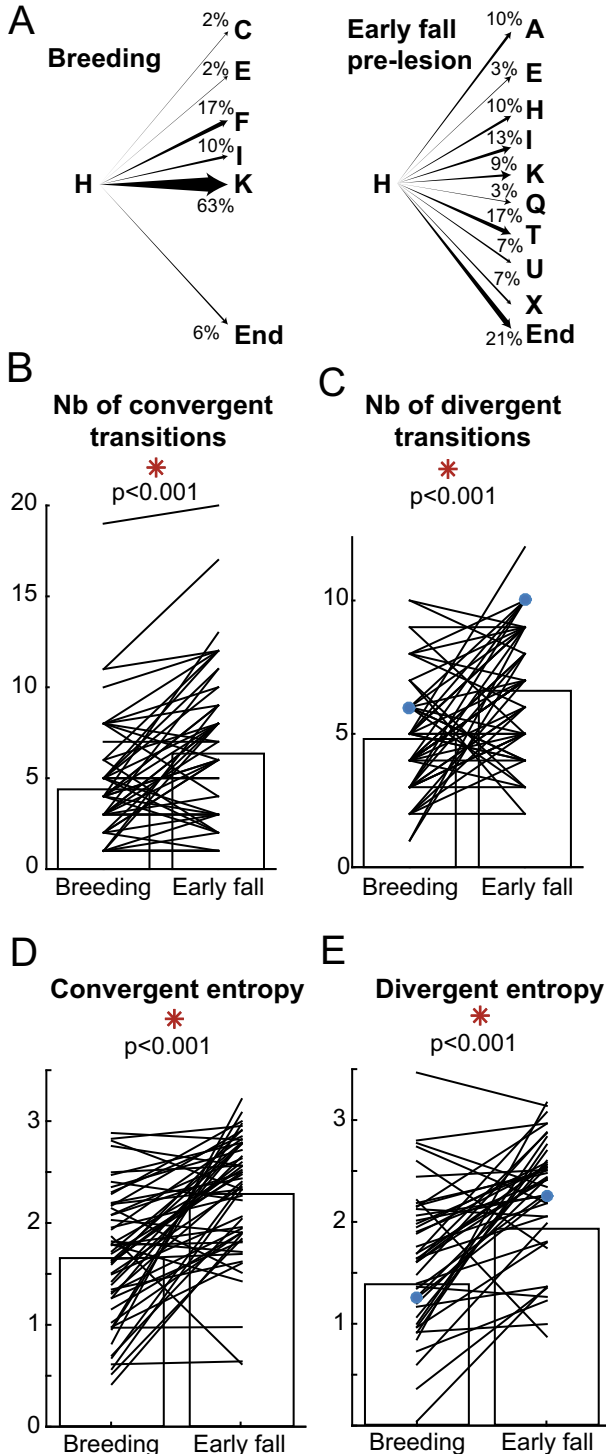 A
Breeding
H
2%
C
2%
E
17%
F
10%
I
K
63%
6%
End
Early fall
pre-lesion
H
10%
A
3%
E
10%
H
13%
I
9%
K
3%
Q
17%
T
7%
U
7%
X
End
21%
B
Nb of convergent
transitions
✳
p<0.001
20
15
10
5
0
Breeding
Early fall
C
Nb of divergent
transitions
✳
p<0.001
10
5
0
Breeding
Early fall
D
Convergent entropy
✳
p<0.001
3
2
1
0
Breeding
Early fall
E
Divergent entropy
✳
p<0.001
3
2
1
0
Breeding
Early fall